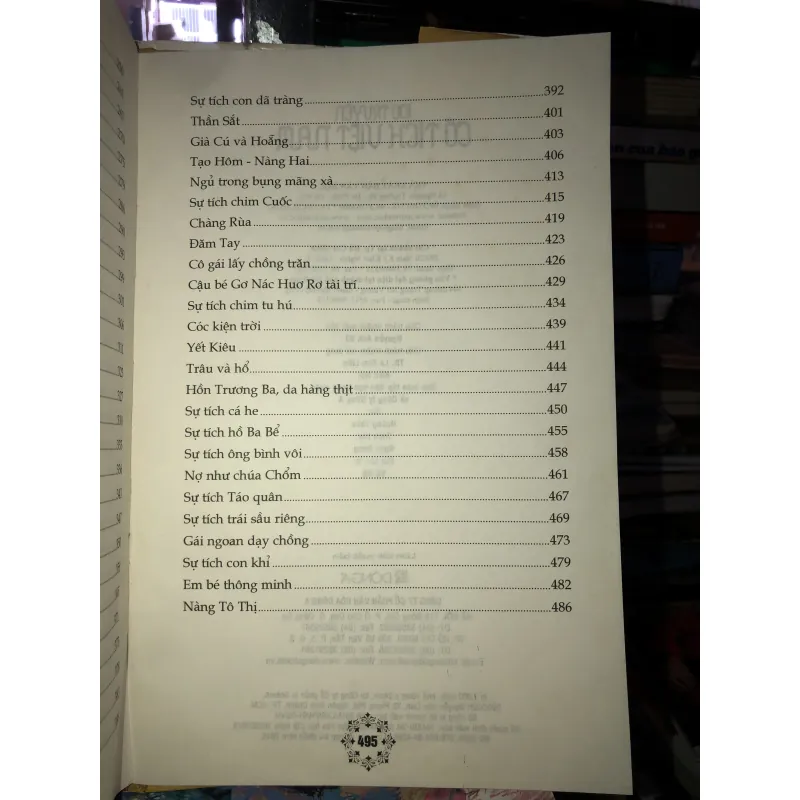 Sự tích con dã tràng 392
Thần Sắt 401
Già Cú và Hoẵng 403
Tạo Hôm - Nàng Hai 406
Ngủ trong bụng mãng xà 413
Sự tích chim Cuốc 415
Chàng Rùa 419
Đăm Tay 423
Cô gái lấy chồng trăn 426
Cậu bé Gơ Nác Huơ Rơ tài trí 429
Sự tích chim tu hú 434
Cóc kiện trời 439
Yết Kiêu 441
Trâu và hổ 444
Hồn Trương Ba, da hàng thịt 447
Sự tích cá he 450
Sự tích hồ Ba Bể 455
Sự tích ông bình vôi 458
Nợ như chúa Chổm 461
Sự tích Táo quân 467
Sự tích trái sầu riêng 469
Gái ngoan dạy chồng 473
Sự tích con khỉ 479
Em bé thông minh 482
Nàng Tô Thị 486
495